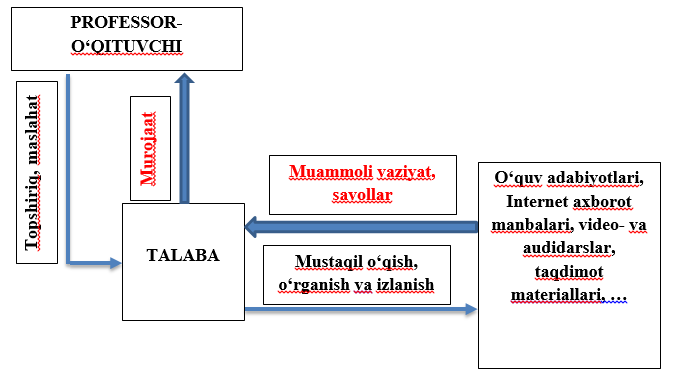 PROFESSOR-
O‘QITUVCHI
Topshiriq, maslahat
Murojaat
Muammoli vaziyat,
savollar
TALABA
Mustaqil o‘qish,
o‘rganish va izlanish
O‘quv adabiyotlari,
Internet axborot
manbalari, video- va
audidarslar,
taqdimot
materiallari, …